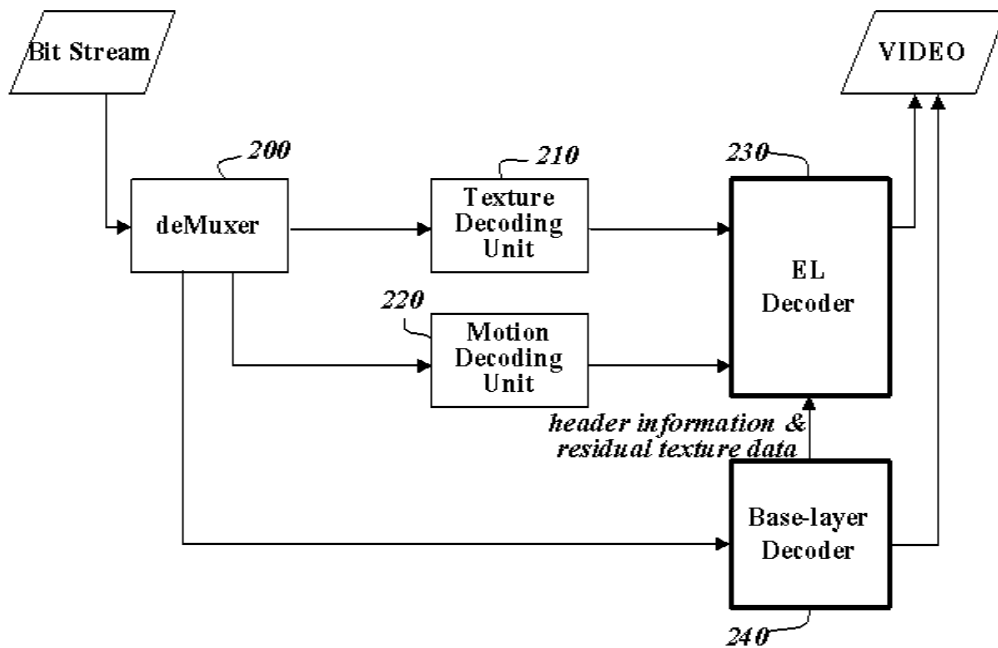 Bit Stream
VIDEO
200
210
230
deMuxer
Texture
Decoding
Unit
EL
Decoder
220
Motion
Decoding
Unit
header information &
residual texture data
Base-layer
Decoder
240